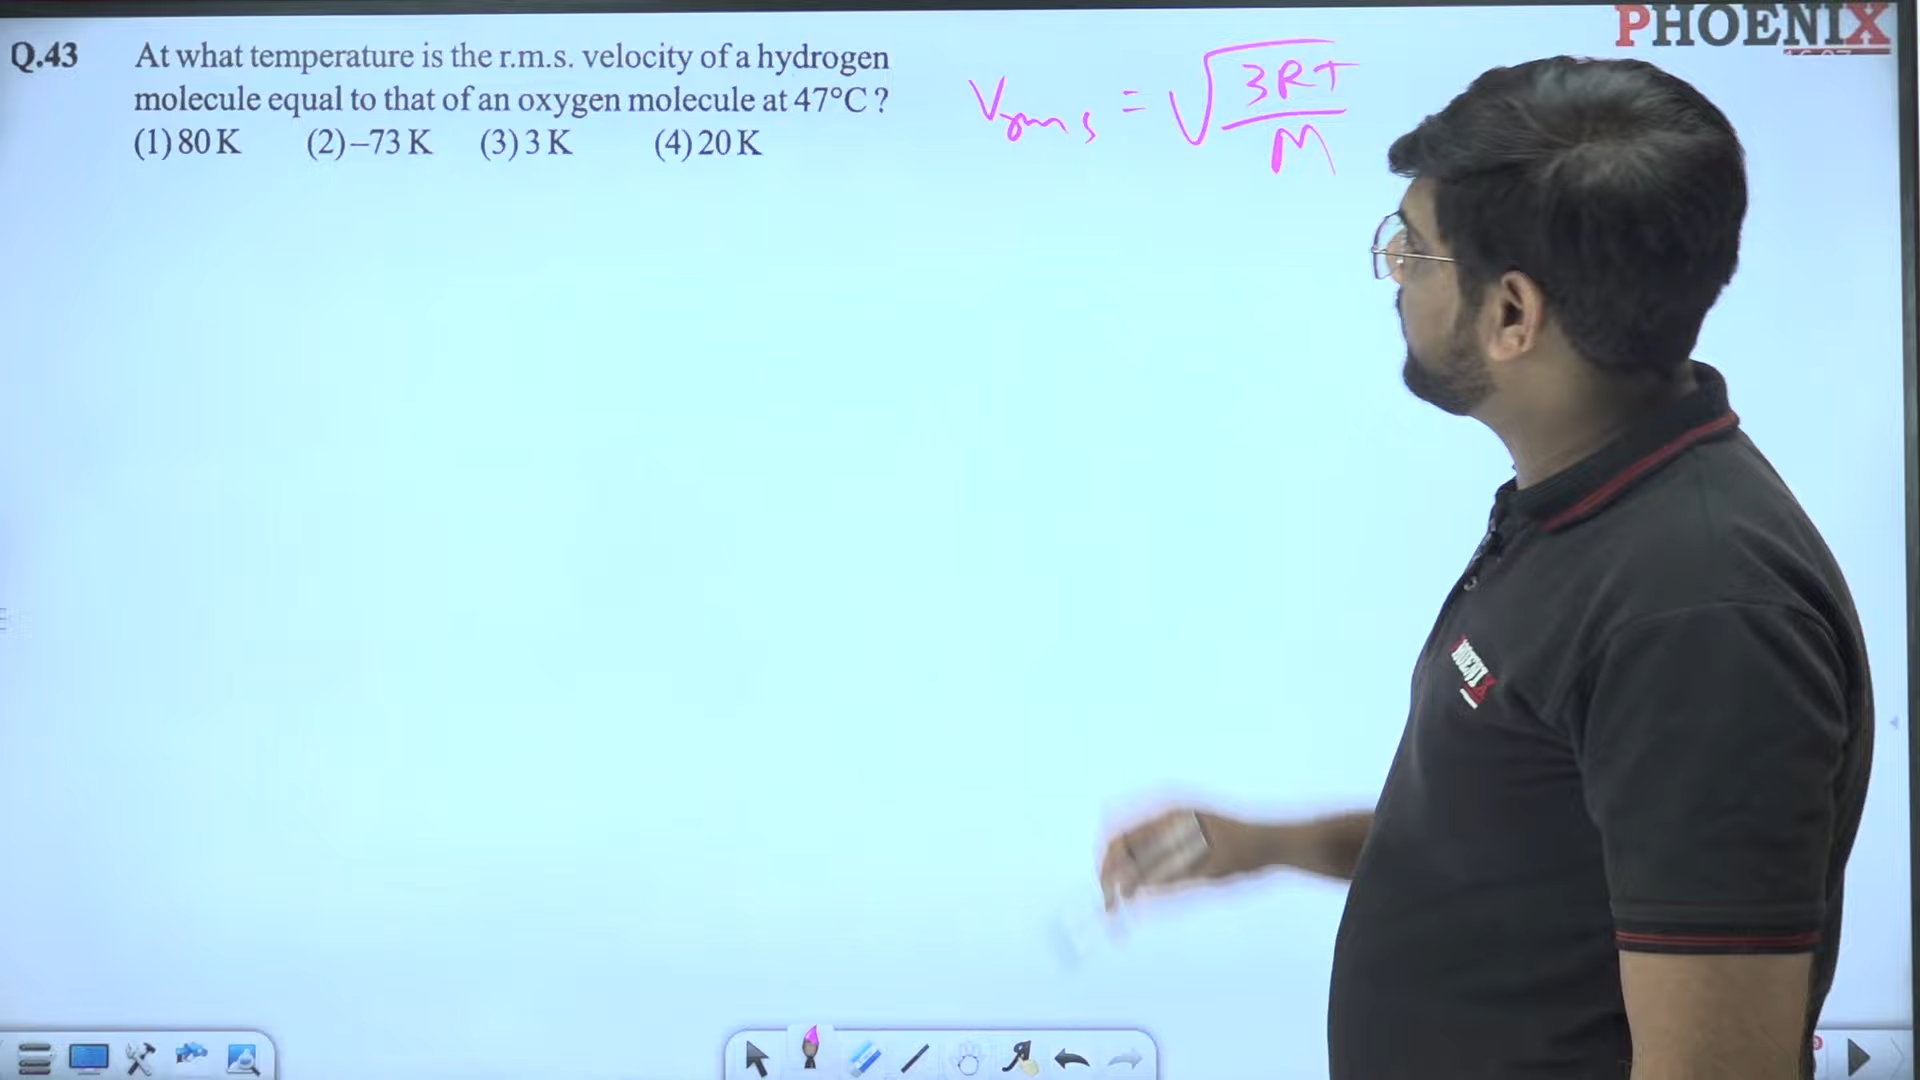 PHOENIX
Q.43 At what temperature is the r.m.s. velocity of a hydrogen
molecule equal to that of an oxygen molecule at 47°C ?
(1) 80 K (2) –73 K (3) 3 K (4) 20 K
Vrms = √(3RT/M)
PHOENIX